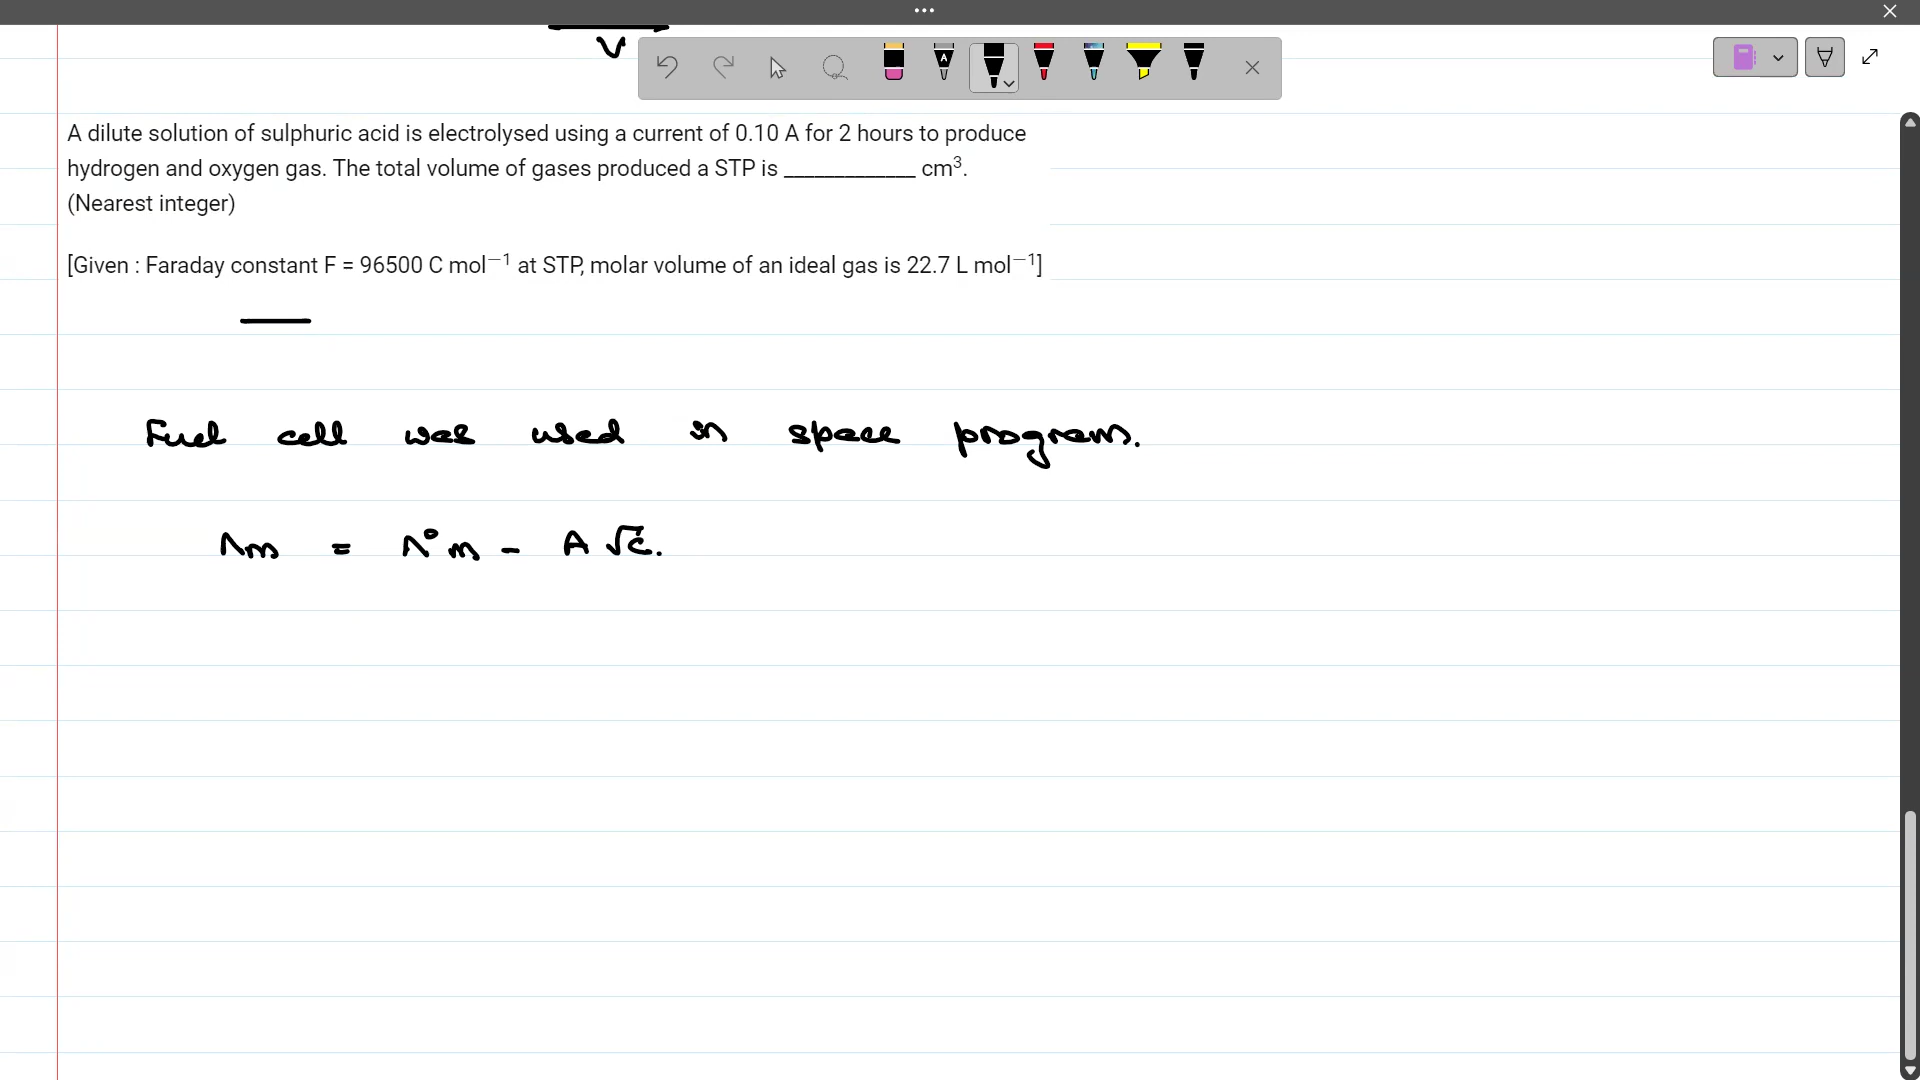 V
A dilute solution of sulphuric acid is electrolysed using a current of 0.10 A for 2 hours to produce
hydrogen and oxygen gas. The total volume of gases produced a STP is _____________ cm³.
(Nearest integer)
[Given : Faraday constant F = 96500 C mol⁻¹ at STP, molar volume of an ideal gas is 22.7 L mol⁻¹]
Fuel cell was used in space program.
Λm = Λ°m - A √c.